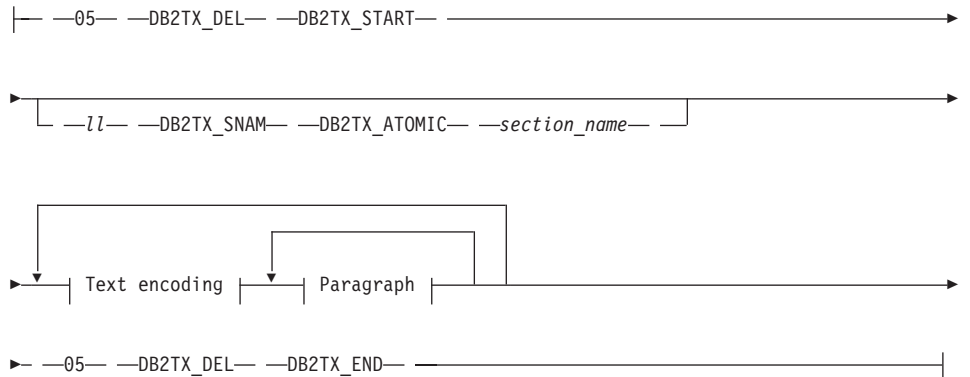 05 DB2TX_DEL DB2TX_START
ll DB2TX_SNAM DB2TX_ATOMIC section_name
Text encoding Paragraph
05 DB2TX_DEL DB2TX_END